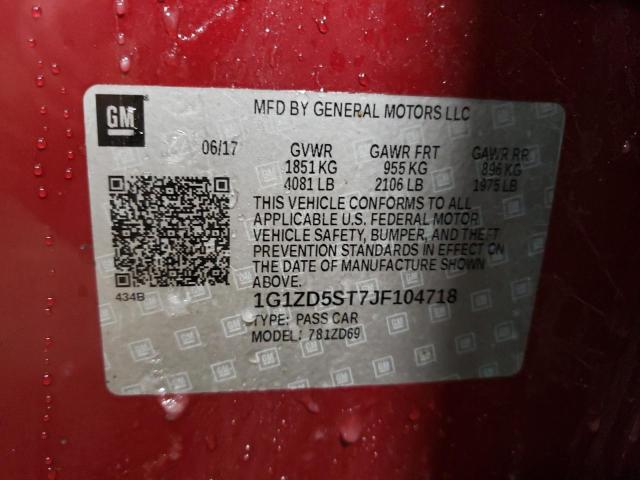 GM
MFD BY GENERAL MOTORS LLC
06/17 GVWR GAWR FRT GAWR RR
1851 KG 955 KG 896 KG
4081 LB 2106 LB 1975 LB
THIS VEHICLE CONFORMS TO ALL
APPLICABLE U.S. FEDERAL MOTOR
VEHICLE SAFETY, BUMPER, AND THEFT
PREVENTION STANDARDS IN EFFECT ON
THE DATE OF MANUFACTURE SHOWN
ABOVE.
434B
1G1ZD5ST7JF104718
TYPE: PASS CAR
MODEL: 781ZD69